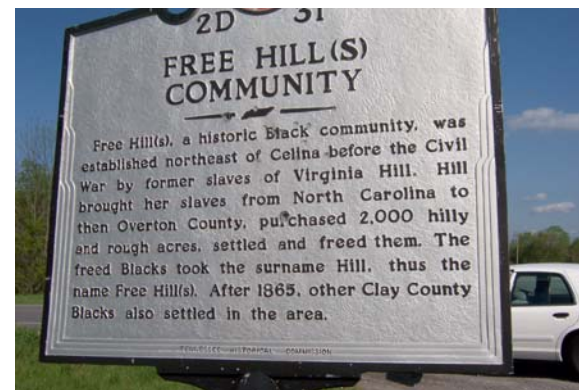 2D 31
FREE HILL(S)
COMMUNITY
Free Hill(s), a historic Black community, was
established northeast of Celina before the Civil
War by former slaves of Virginia Hill. Hill
brought her slaves from North Carolina to
then Overton County, purchased 2,000 hilly
and rough acres, settled and freed them. The
freed Blacks took the surname Hill, thus the
name Free Hill(s). After 1865, other Clay County
Blacks also settled in the area.
TENNESSEE HISTORICAL COMMISSION